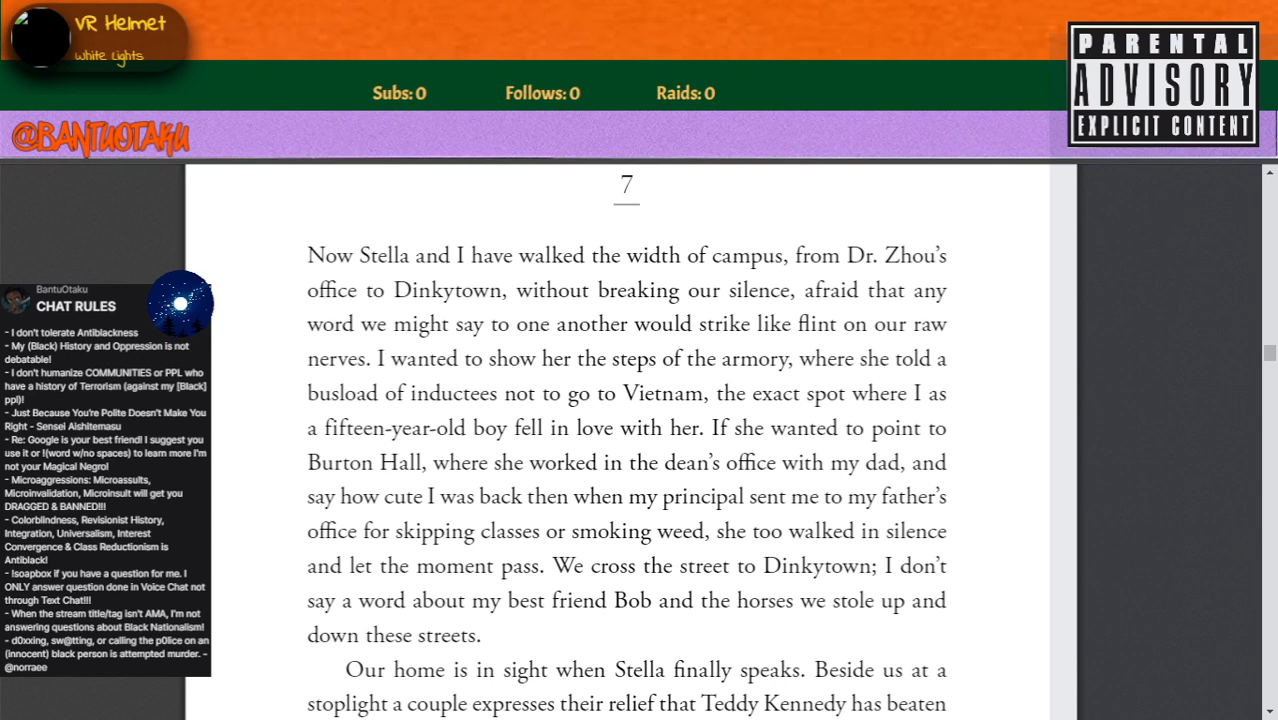 VR Helmet
White Lights
Subs: 0
Follows: 0
Raids: 0
PARENTAL
ADVISORY
EXPLICIT CONTENT
@BANTUOTAKU
7
Now Stella and I have walked the width of campus, from Dr. Zhou’s
office to Dinkytown, without breaking our silence, afraid that any
word we might say to one another would strike like flint on our raw
nerves. I wanted to show her the steps of the armory, where she told a
busload of inductees not to go to Vietnam, the exact spot where I as
a fifteen-year-old boy fell in love with her. If she wanted to point to
Burton Hall, where she worked in the dean’s office with my dad, and
say how cute I was back then when my principal sent me to my father’s
office for skipping classes or smoking weed, she too walked in silence
and let the moment pass. We cross the street to Dinkytown; I don’t
say a word about my best friend Bob and the horses we stole up and
down these streets.
Our home is in sight when Stella finally speaks. Beside us at a
stoplight a couple expresses their relief that Teddy Kennedy has beaten
BantuOtaku
CHAT RULES
- I don't tolerate Antiblackness
- My (Black) History and Oppression is not
debatable!
- I don't humanize COMMUNITIES or PPL who
have a history of Terrorism (against my [Black]
ppl)!
- Just Because You're Polite Doesn't Make You
Right - Sensei Aishitemasu
- Re: Google is your best friend! I suggest you
use it or !(word w/no spaces) to learn more I'm
not your Magical Negro!
- Microaggressions: Microassults,
Microinvalidation, Microinsult will get you
DRAGGED & BANNED!!!
- Colorblindness, Revisionist History,
Integration, Universalism, Interest
Convergence & Class Reductionism is
Antiblack!
- !soapbox if you have a question for me. I
ONLY answer question done in Voice Chat not
through Text Chat!!!
- When the stream title/tag isn't AMA, I'm not
answering questions about Black Nationalism!
- d0xxing, sw@tting, or calling the p0lice on an
(innocent) black person is attempted murder. -
@norraee